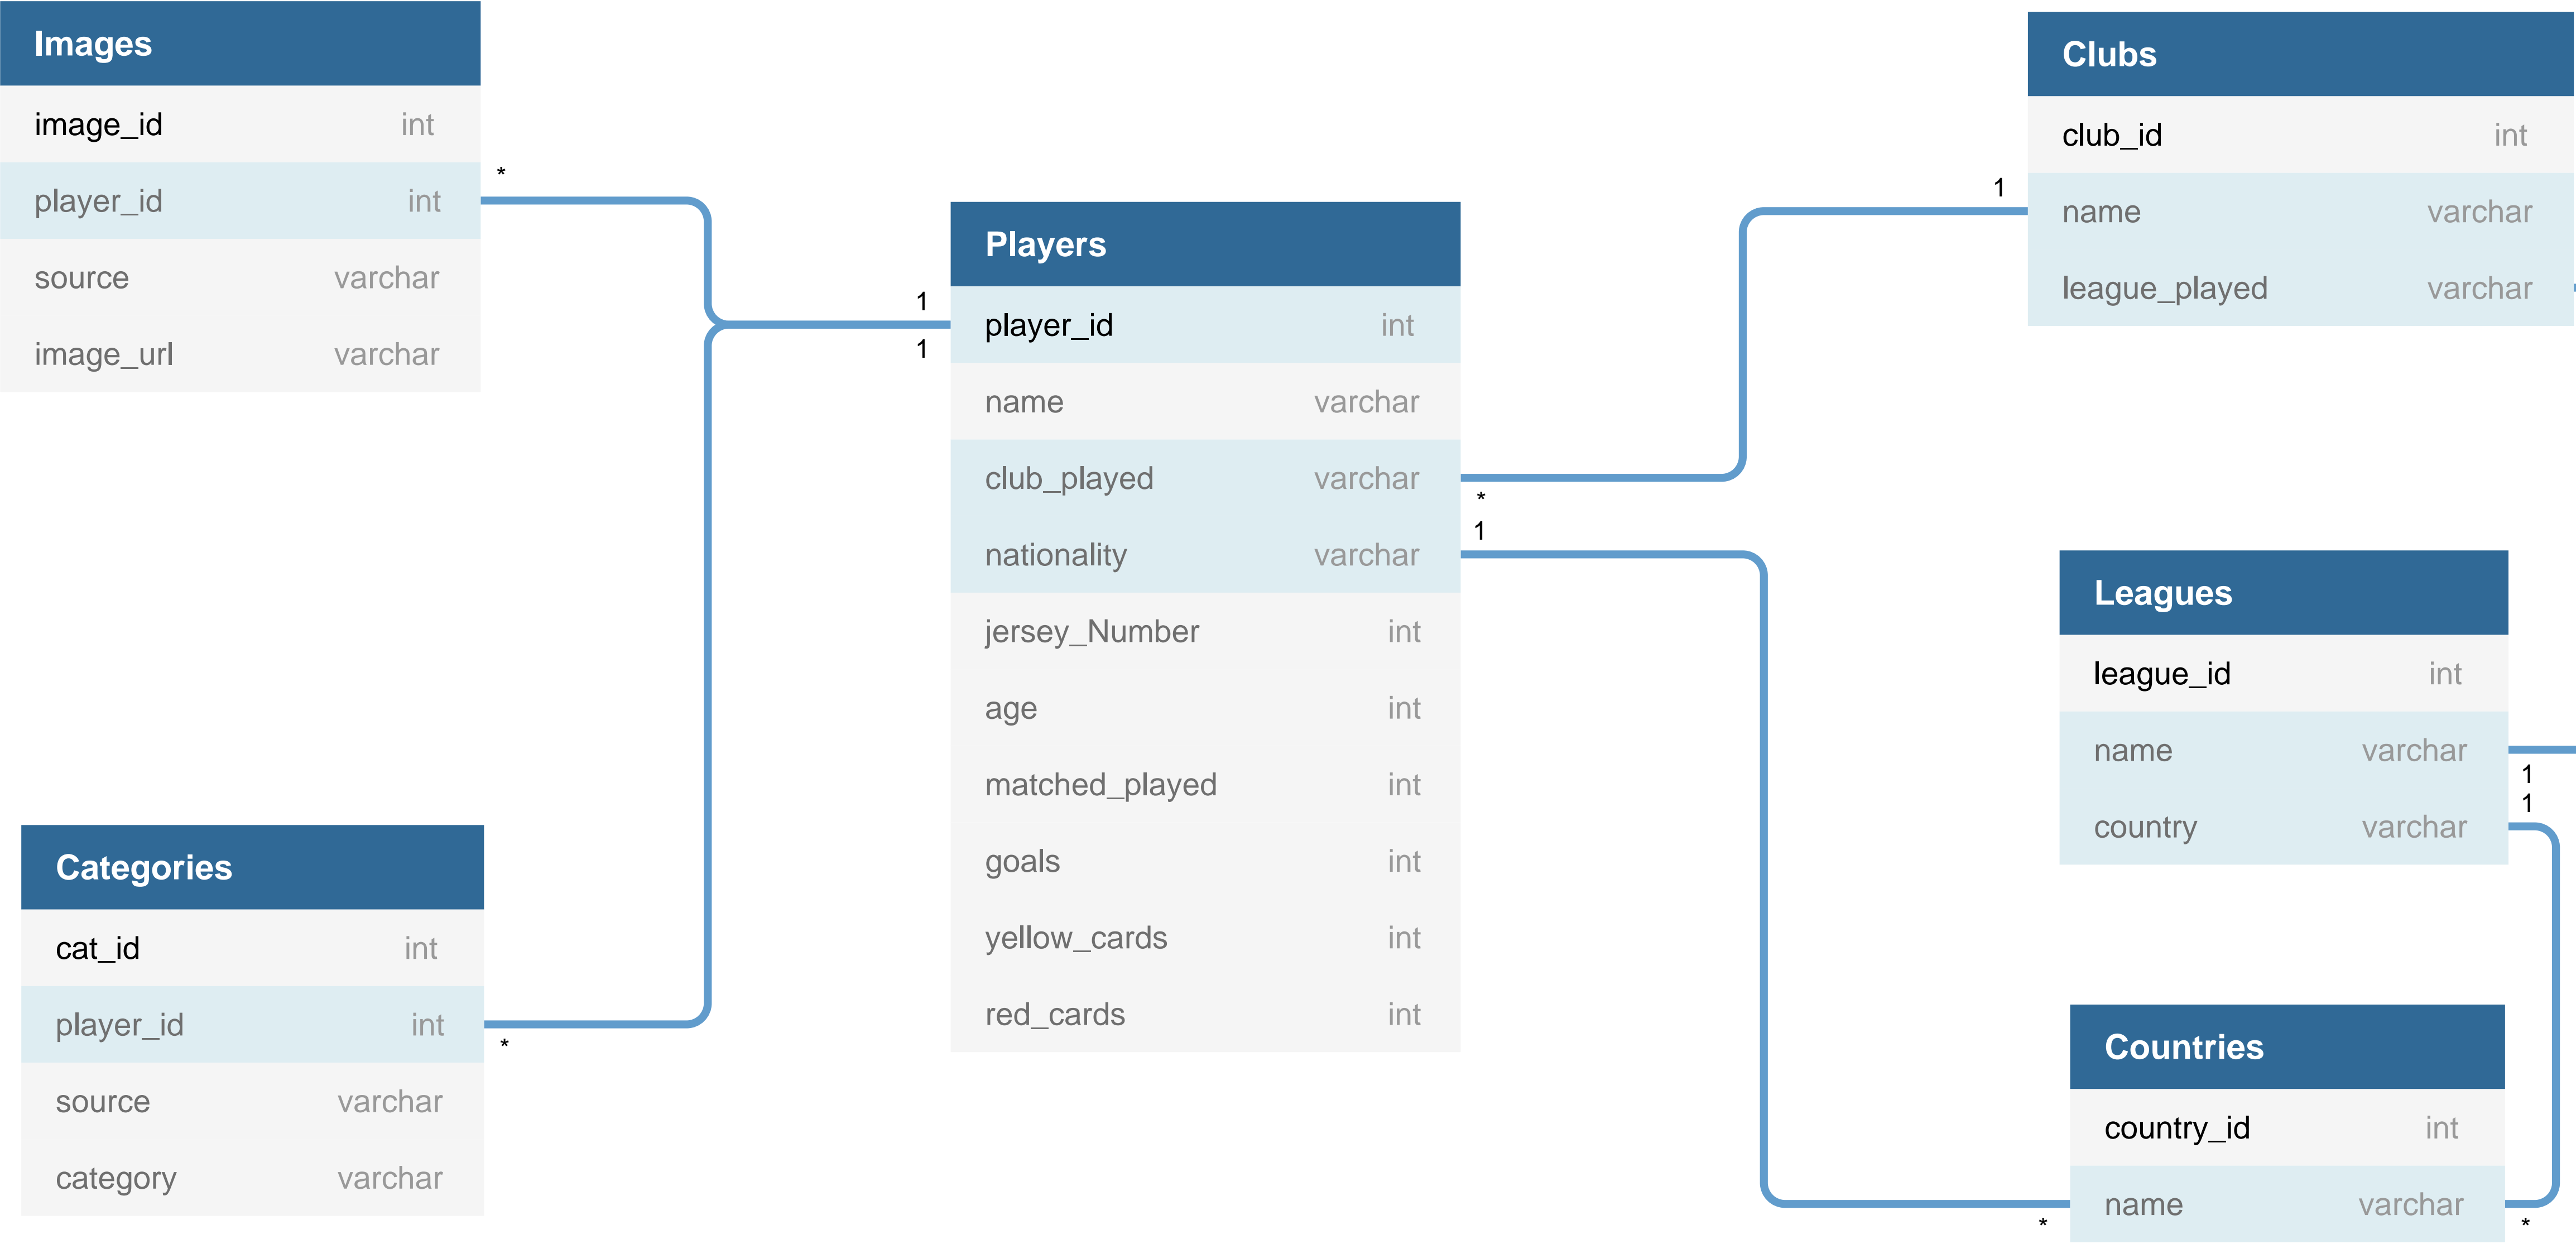 Images
image_id int
player_id int
source varchar
image_url varchar
*
1
1
Players
player_id int
name varchar
club_played varchar
nationality varchar
jersey_Number int
age int
matched_played int
goals int
yellow_cards int
red_cards int
*
1
Categories
cat_id int
player_id int
source varchar
category varchar
*
1
Clubs
club_id int
name varchar
league_played varchar
Leagues
league_id int
name varchar
country varchar
1
1
Countries
country_id int
name varchar
*
*